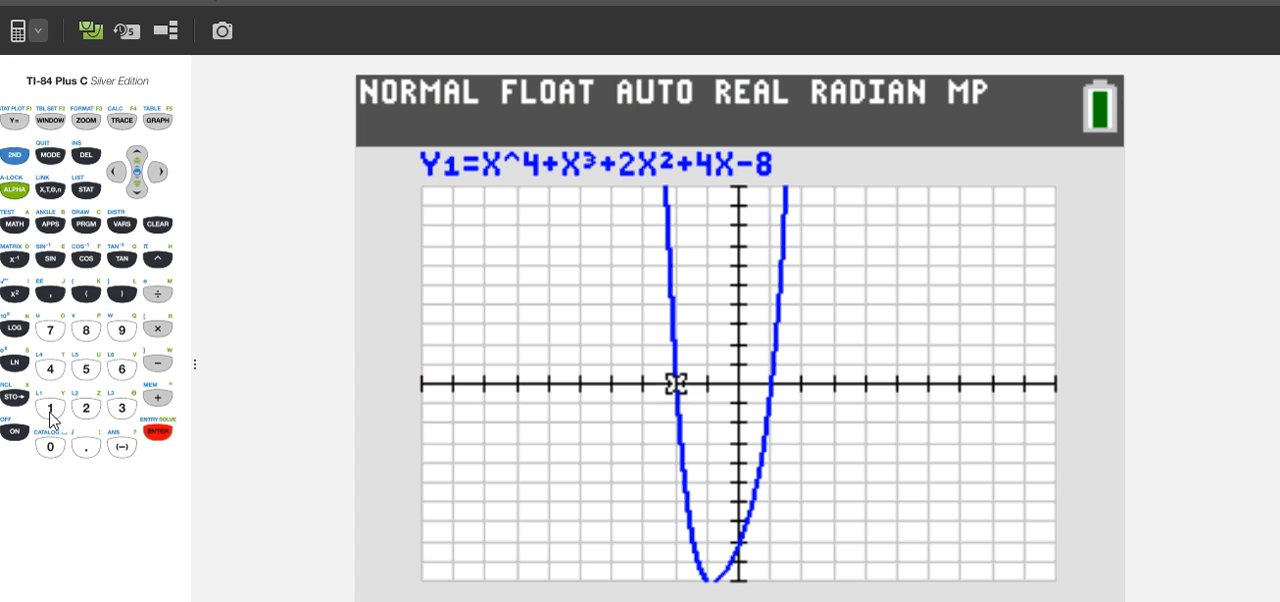 TI-84 Plus C Silver Edition
STAT PLOT F1 TBL SET F2 FORMAT F3 CALC F4 TABLE F5
Y= WINDOW ZOOM TRACE GRAPH
QUIT INS
2ND MODE DEL
A-LOCK LINK LIST
ALPHA X,T,θ,n STAT
TEST A ANGLE B DRAW C DISTR
MATH APPS PRGM VARS CLEAR
MATRIX D SIN⁻¹ E COS⁻¹ F TAN⁻¹ G π H
x⁻¹ SIN COS TAN ^
I EE J { K } L e M
x² , ( ) ÷
10ˣ N u O v P w Q [ R
LOG 7 8 9 ×
eˣ S L4 T L5 U L6 V ] W
LN 4 5 6 −
RCL X L1 Y L2 Z L3 θ MEM "
STO→ 1 2 3 +
OFF CATALOG i : ANS ? ENTRY SOLVE
ON 0 . (−) ENTER
NORMAL FLOAT AUTO REAL RADIAN MP
Y1=X^4+X³+2X²+4X−8